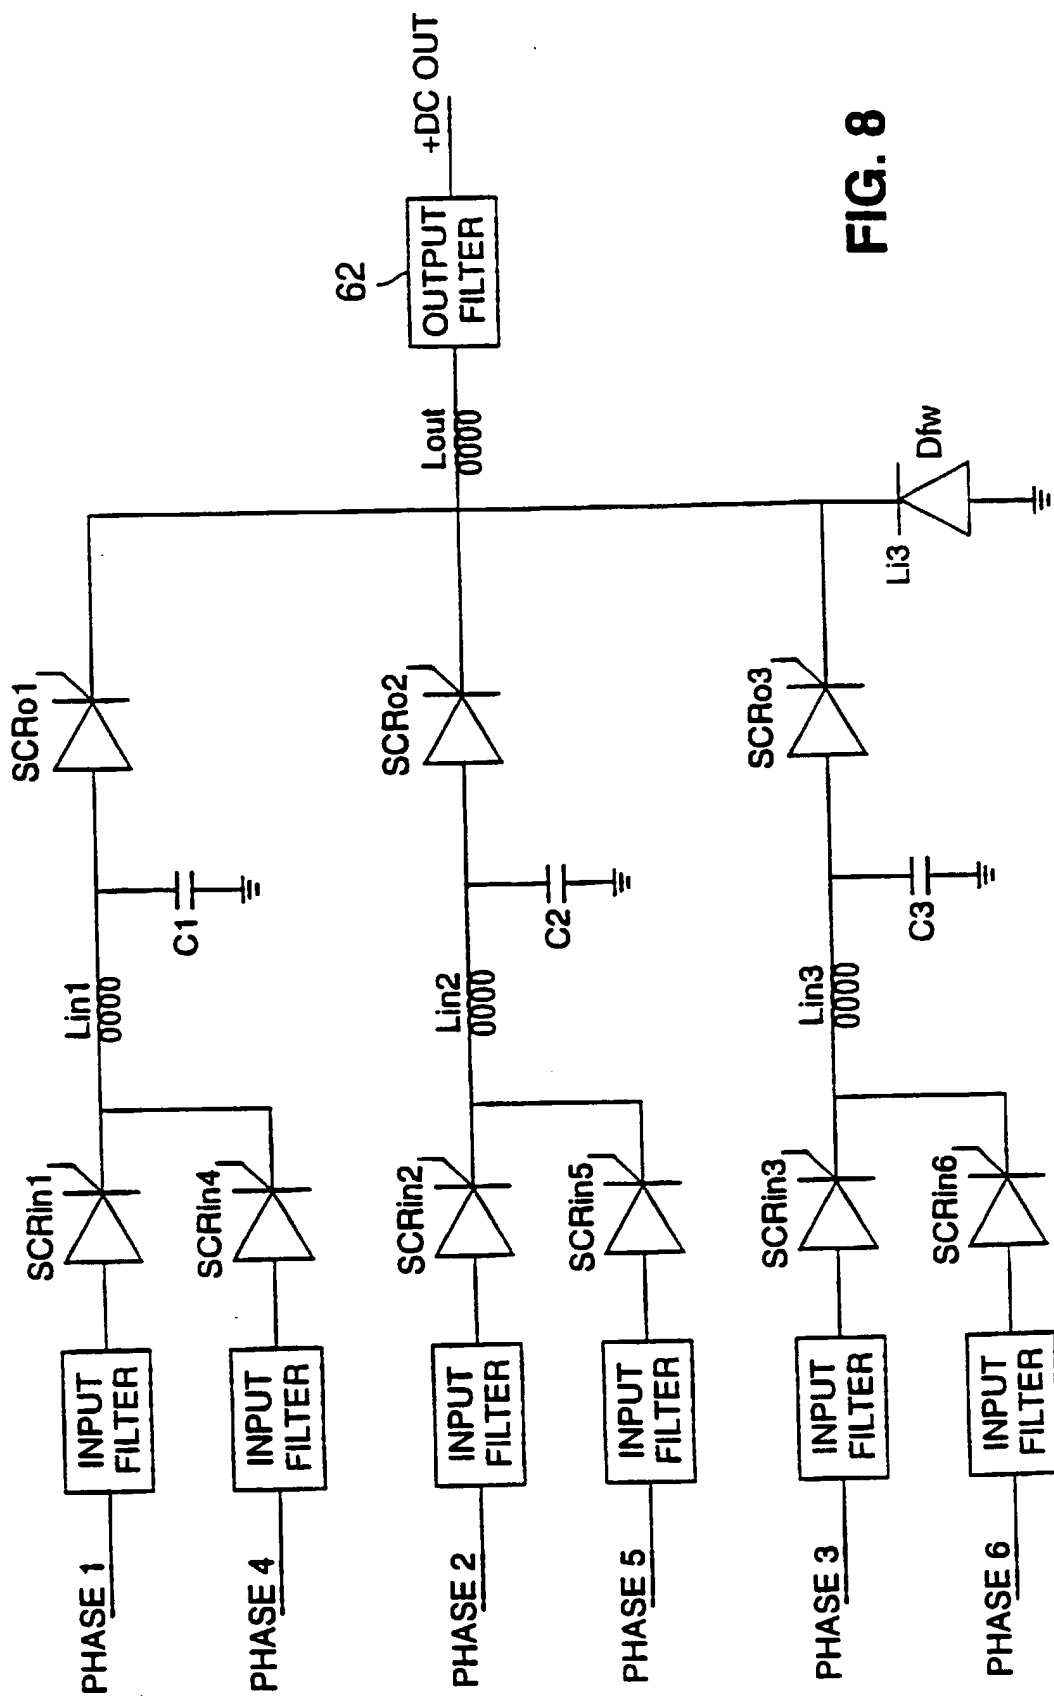 PHASE 1
INPUT
FILTER
SCRin1
Lin1
C1
SCRo1
PHASE 4
INPUT
FILTER
SCRin4
PHASE 2
INPUT
FILTER
SCRin2
Lin2
C2
SCRo2
Lout
62
OUTPUT
FILTER
+DC OUT
PHASE 5
INPUT
FILTER
SCRin5
PHASE 3
INPUT
FILTER
SCRin3
Lin3
C3
SCRo3
Li3
Dfw
PHASE 6
INPUT
FILTER
SCRin6
FIG. 8